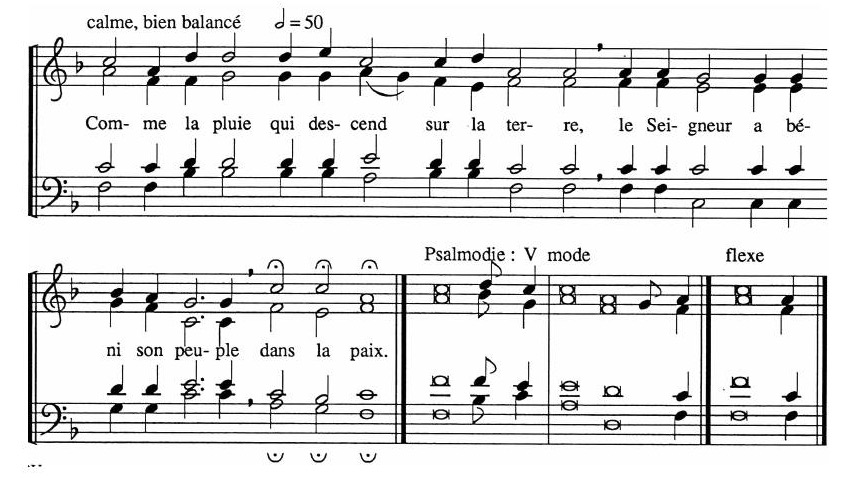 calme, bien balancé 𝅗𝅥 = 50
Com- me la pluie qui des- cend sur la ter- re, le Sei- gneur a bé-
Psalmodie : V mode flexe
ni son peu- ple dans la paix.